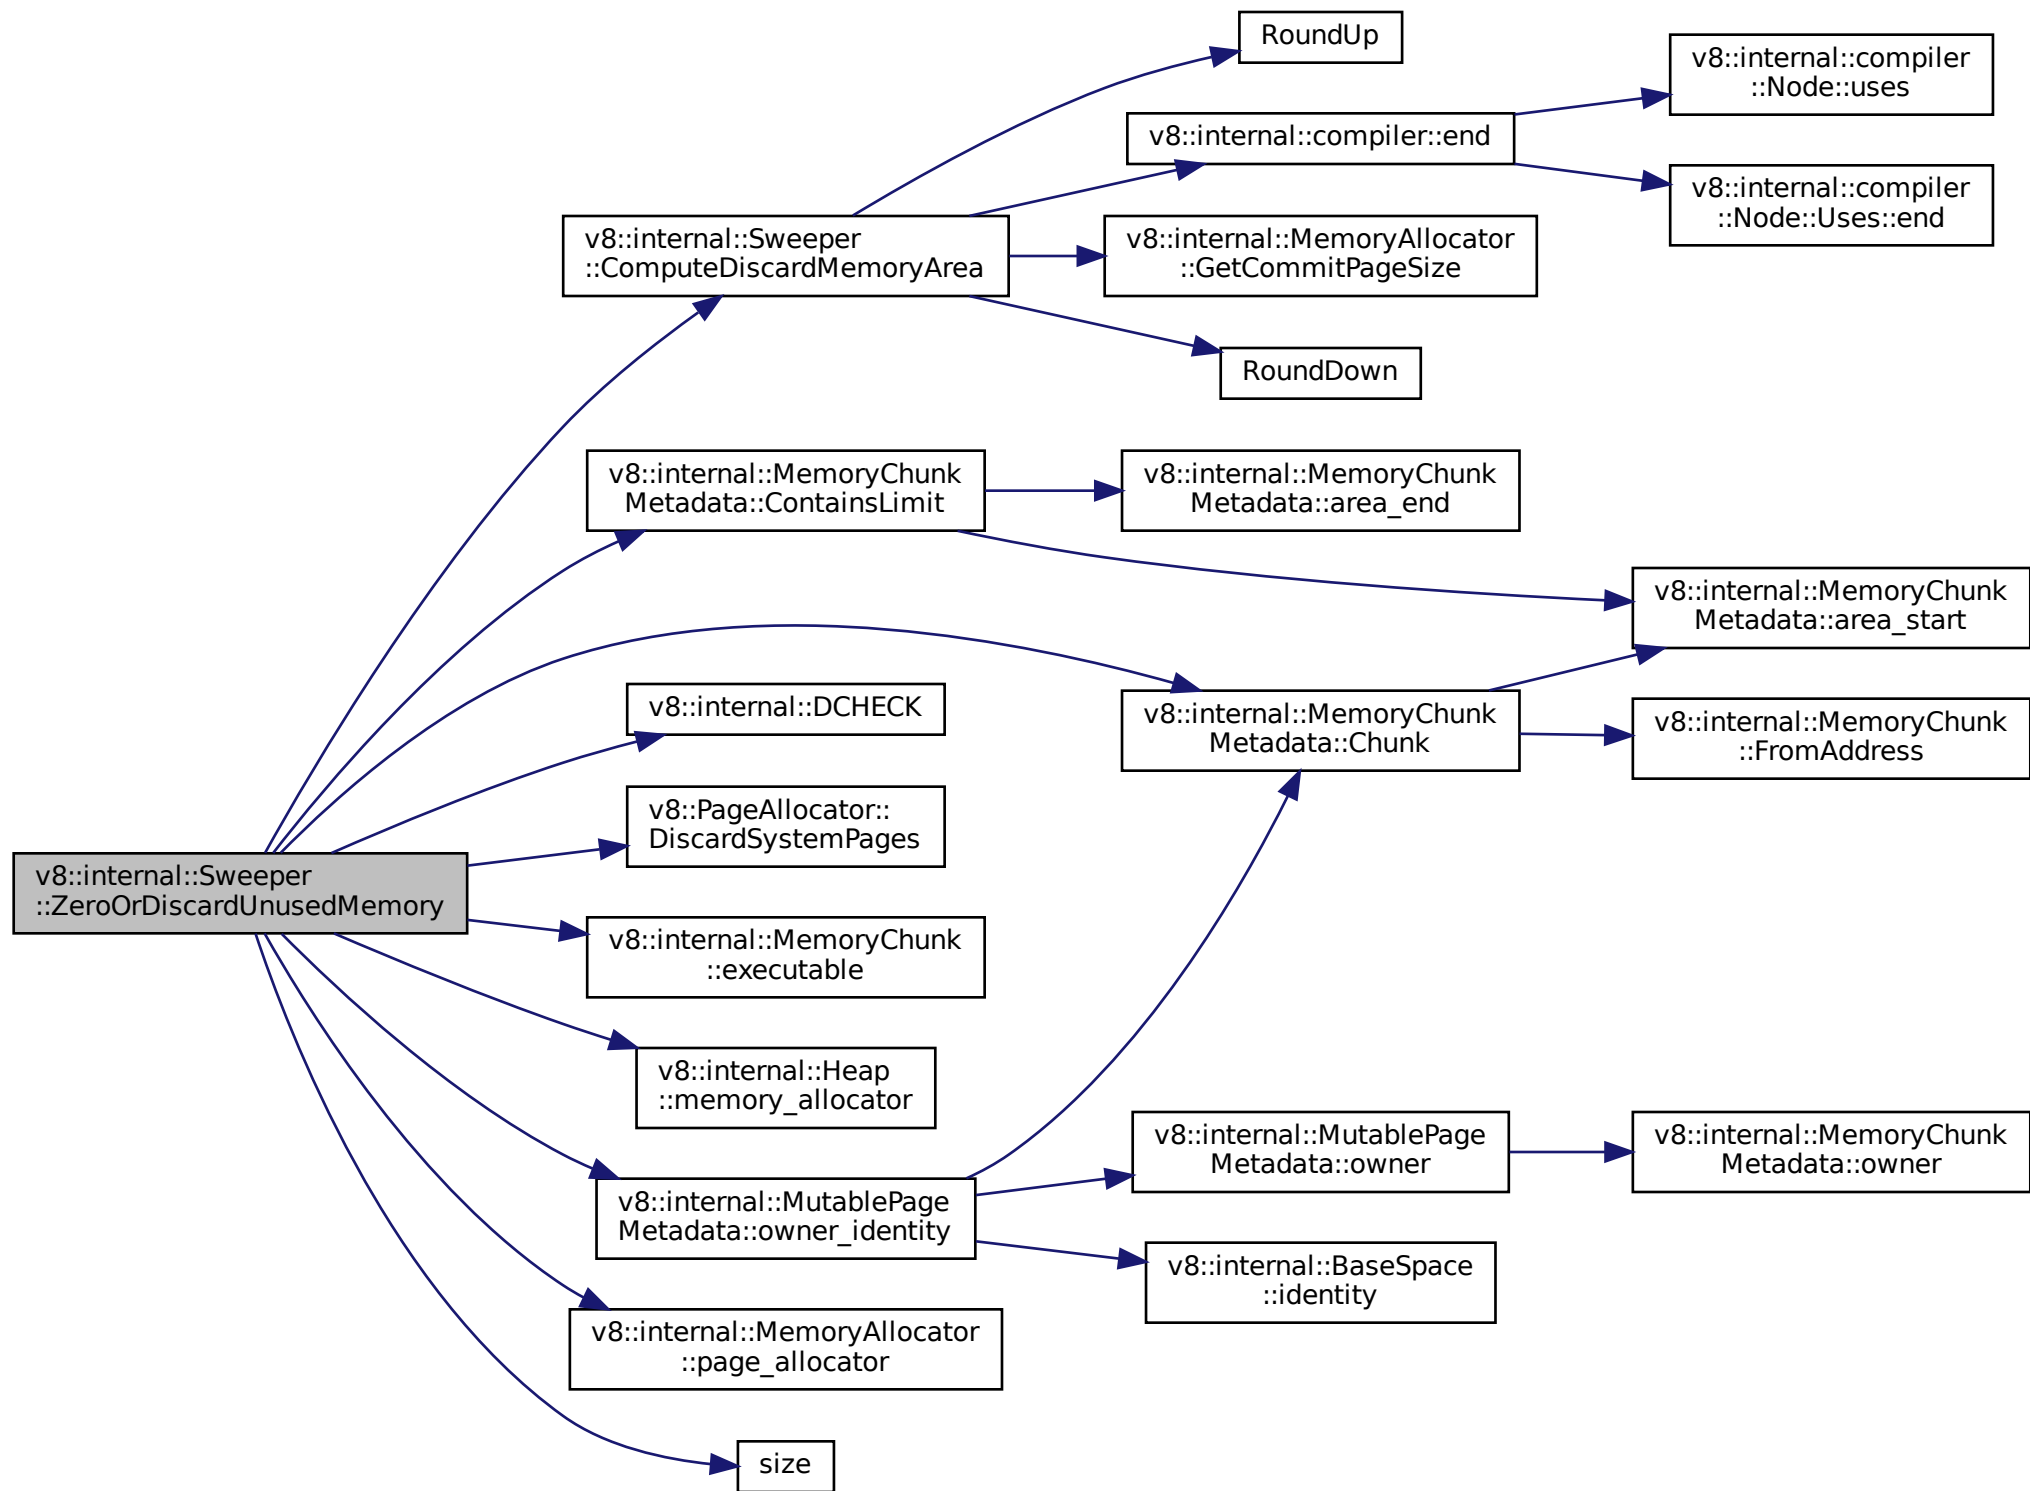 v8::internal::Sweeper
::ZeroOrDiscardUnusedMemory
v8::internal::Sweeper
::ComputeDiscardMemoryArea
RoundUp
v8::internal::compiler::end
v8::internal::compiler
::Node::uses
v8::internal::compiler
::Node::Uses::end
v8::internal::MemoryAllocator
::GetCommitPageSize
RoundDown
v8::internal::MemoryChunk
Metadata::ContainsLimit
v8::internal::MemoryChunk
Metadata::area_end
v8::internal::MemoryChunk
Metadata::area_start
v8::internal::DCHECK
v8::internal::MemoryChunk
Metadata::Chunk
v8::internal::MemoryChunk
::FromAddress
v8::PageAllocator::
DiscardSystemPages
v8::internal::MemoryChunk
::executable
v8::internal::Heap
::memory_allocator
v8::internal::MutablePage
Metadata::owner_identity
v8::internal::MutablePage
Metadata::owner
v8::internal::MemoryChunk
Metadata::owner
v8::internal::BaseSpace
::identity
v8::internal::MemoryAllocator
::page_allocator
size